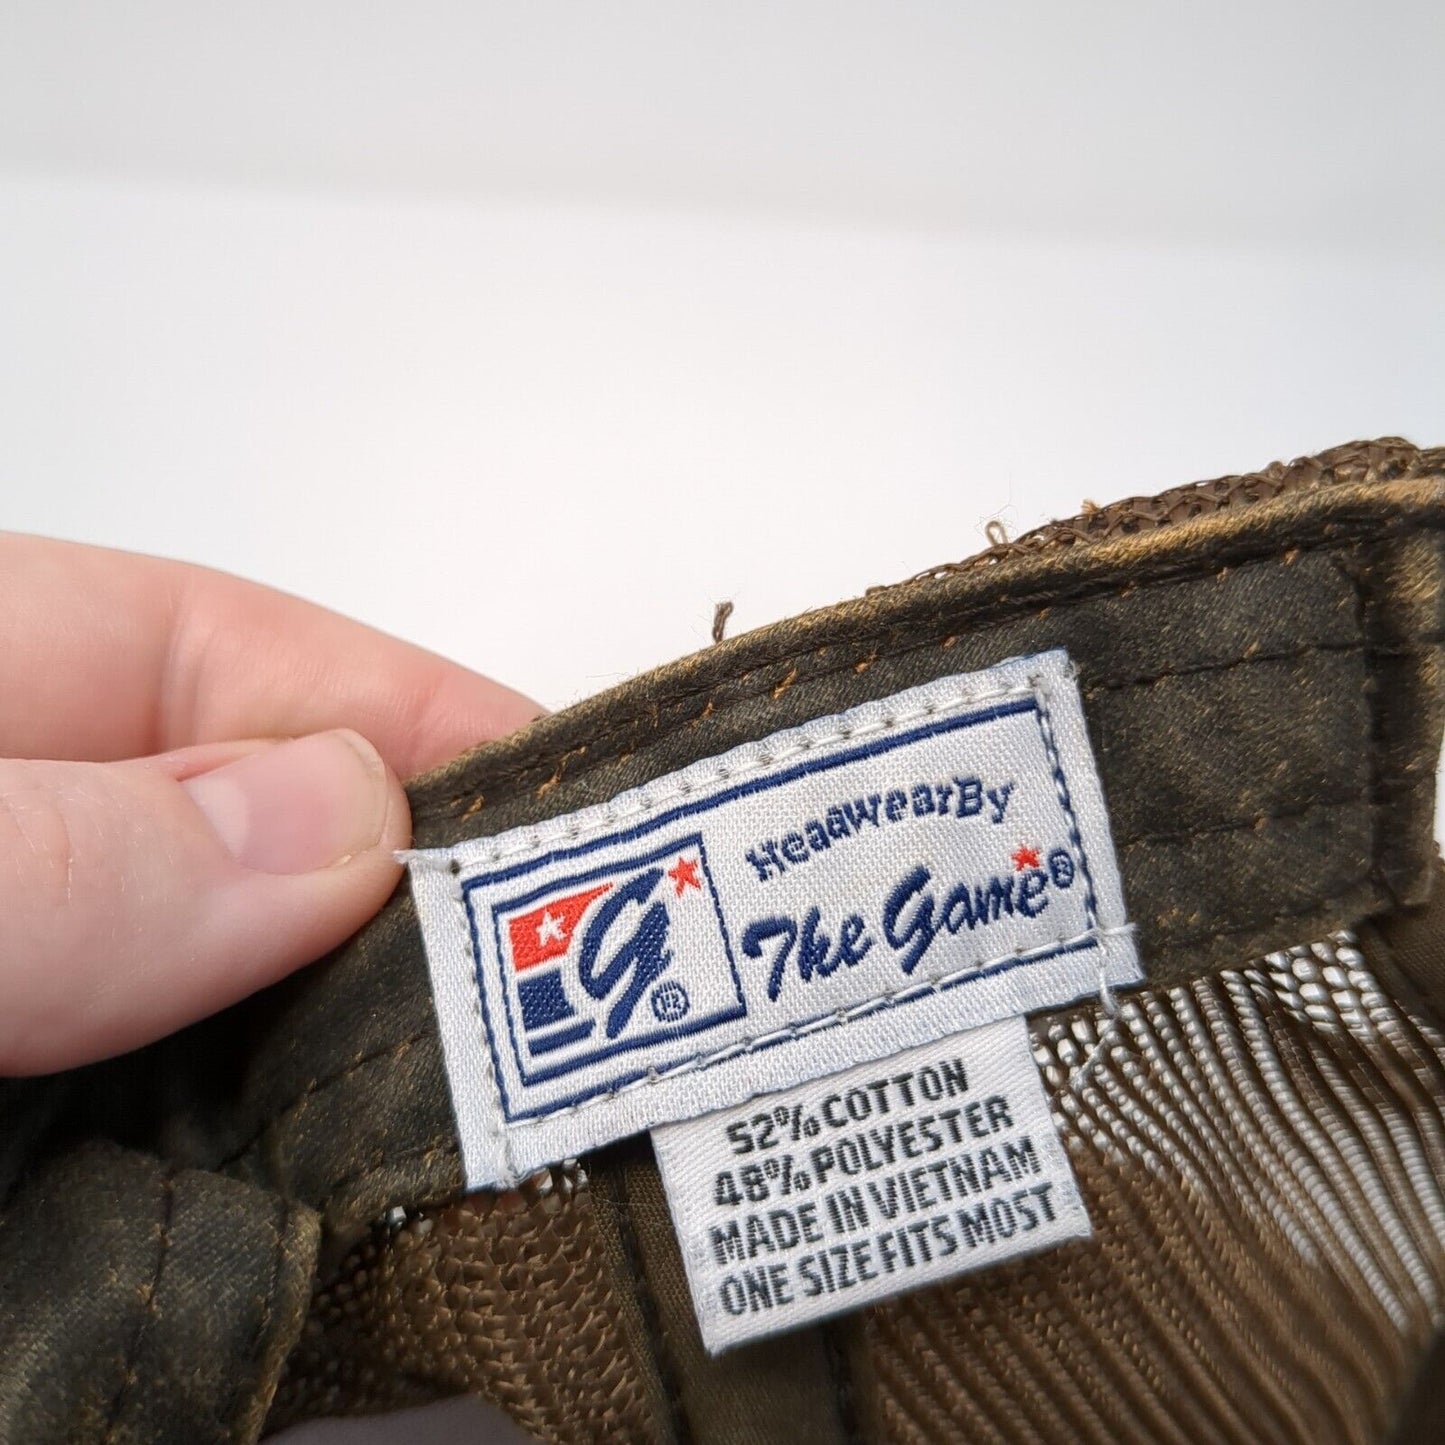 HeadwearBy
The Game®
G®
52% COTTON
48% POLYESTER
MADE IN VIETNAM
ONE SIZE FITS MOST